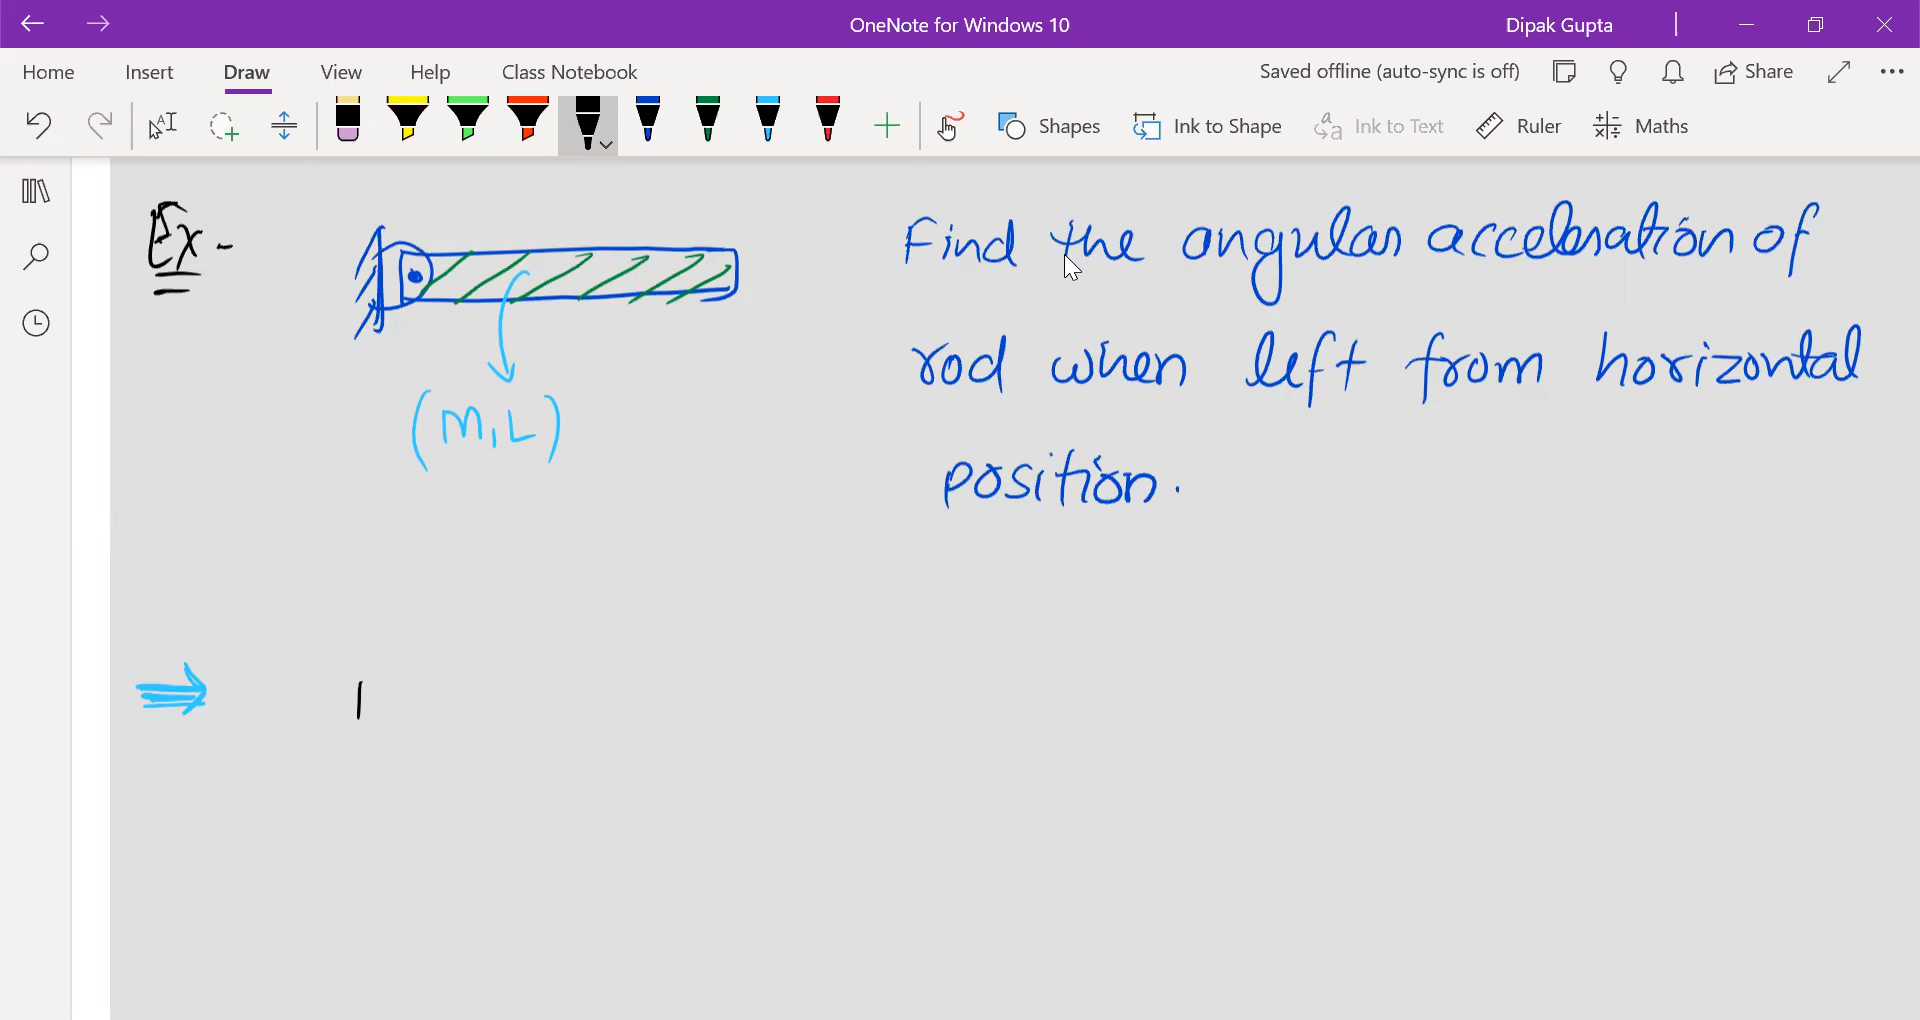 OneNote for Windows 10
Dipak Gupta
Home Insert Draw View Help Class Notebook
Saved offline (auto-sync is off) Share
Shapes Ink to Shape Ink to Text Ruler Maths
Ex-
Find the angular acceleration of
rod when left from horizontal
position.
(M,L)